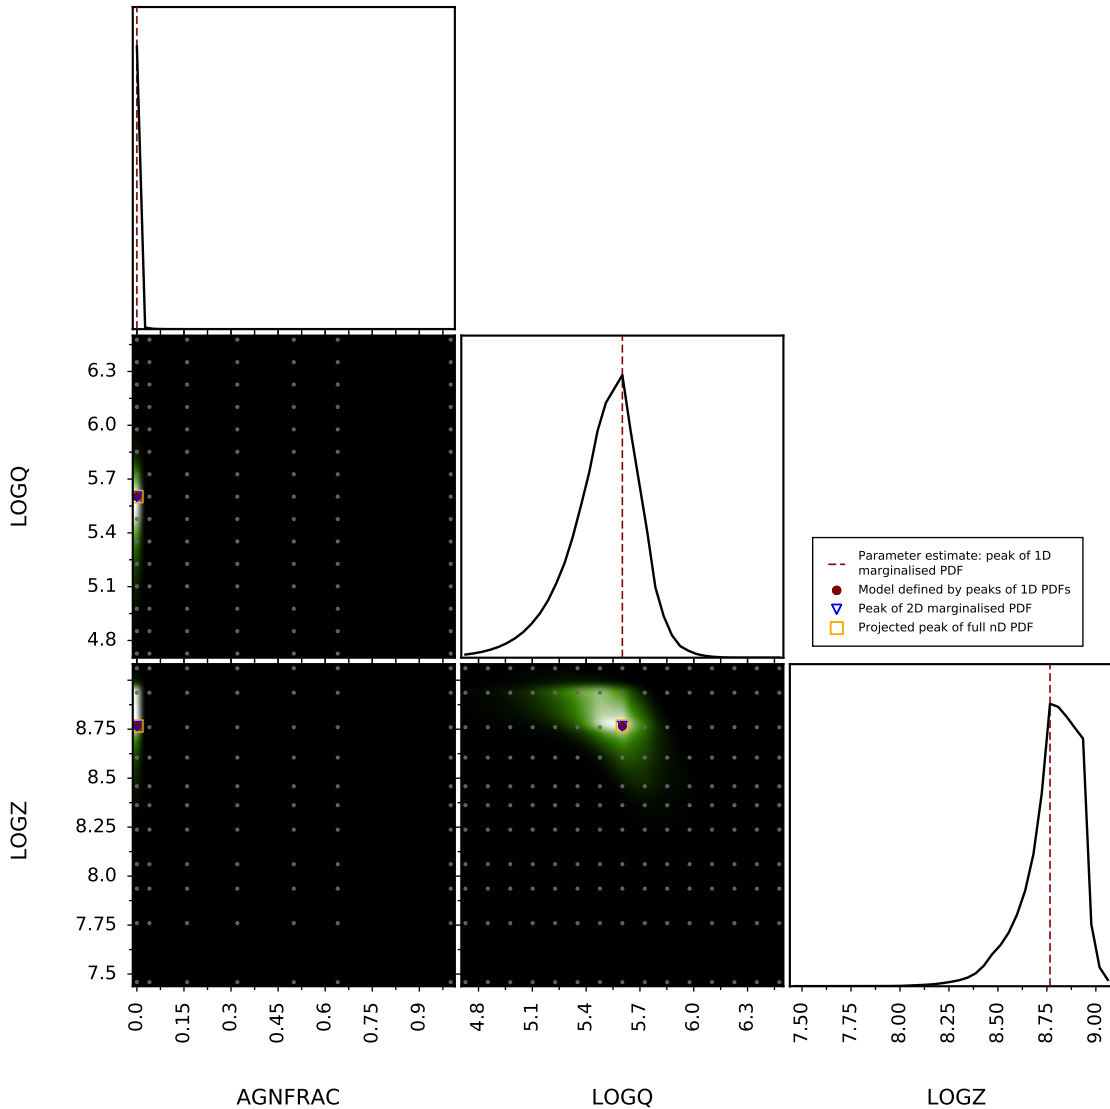 6.3
6.0
5.7
5.4
5.1
4.8
LOGQ
Parameter estimate: peak of 1D
marginalised PDF
Model defined by peaks of 1D PDFs
Peak of 2D marginalised PDF
Projected peak of full nD PDF
8.75
8.5
8.25
8.0
7.75
7.5
LOGZ
0.0 0.15 0.3 0.45 0.6 0.75 0.9
4.8 5.1 5.4 5.7 6.0 6.3
7.50 7.75 8.00 8.25 8.50 8.75 9.00
AGNFRAC LOGQ LOGZ